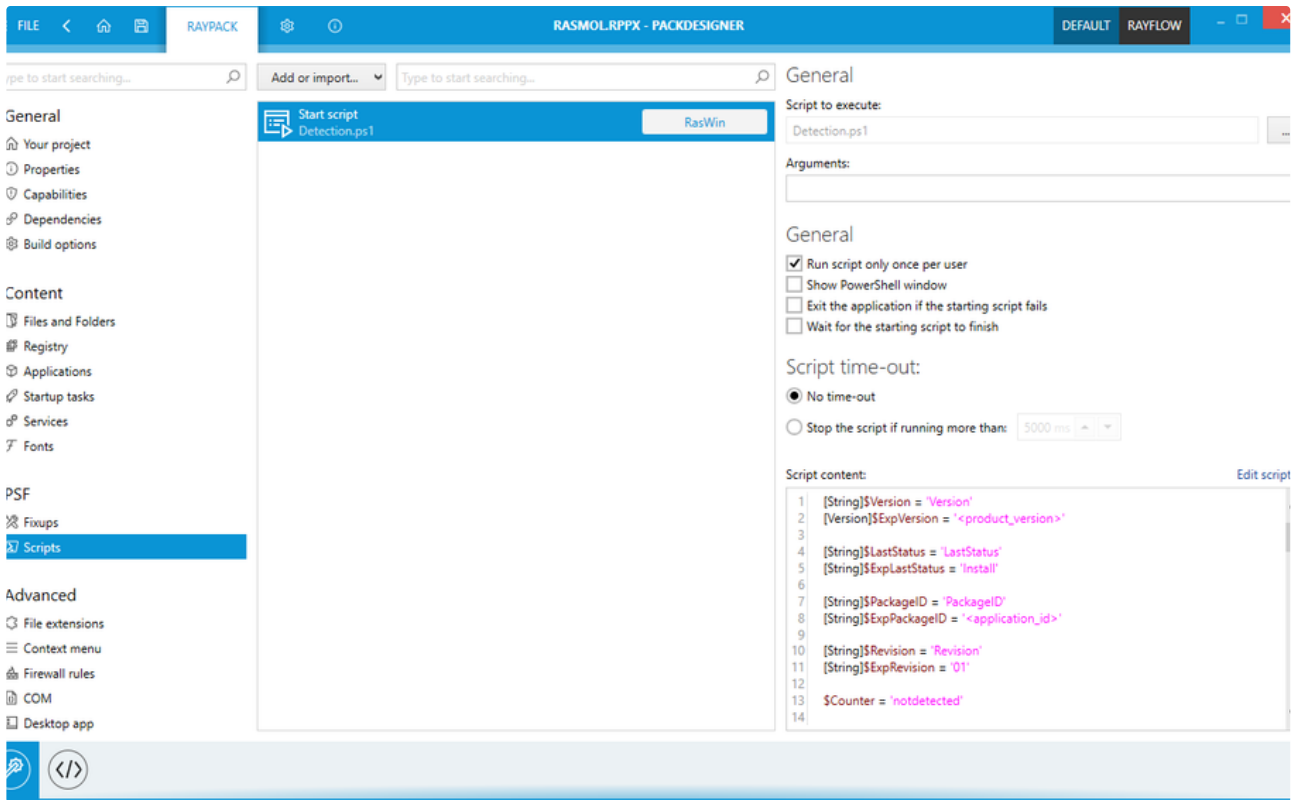 FILE
RAYPACK
RASMOL.RPPX - PACKDESIGNER
DEFAULT RAYFLOW
ype to start searching...
General
Your project
Properties
Capabilities
Dependencies
Build options
Content
Files and Folders
Registry
Applications
Startup tasks
Services
Fonts
PSF
Fixups
Scripts
Advanced
File extensions
Context menu
Firewall rules
COM
Desktop app
Add or import...
Type to start searching...
Start script
Detection.ps1
RasWin
General
Script to execute:
Detection.ps1
...
Arguments:
General
Run script only once per user
Show PowerShell window
Exit the application if the starting script fails
Wait for the starting script to finish
Script time-out:
No time-out
Stop the script if running more than: 5000 ms
Script content:
Edit script
1 [String]$Version = 'Version'
2 [Version]$ExpVersion = '<product_version>'
3
4 [String]$LastStatus = 'LastStatus'
5 [String]$ExpLastStatus = 'Install'
6
7 [String]$PackageID = 'PackageID'
8 [String]$ExpPackageID = '<application_id>'
9
10 [String]$Revision = 'Revision'
11 [String]$ExpRevision = '01'
12
13 $Counter = 'notdetected'
14